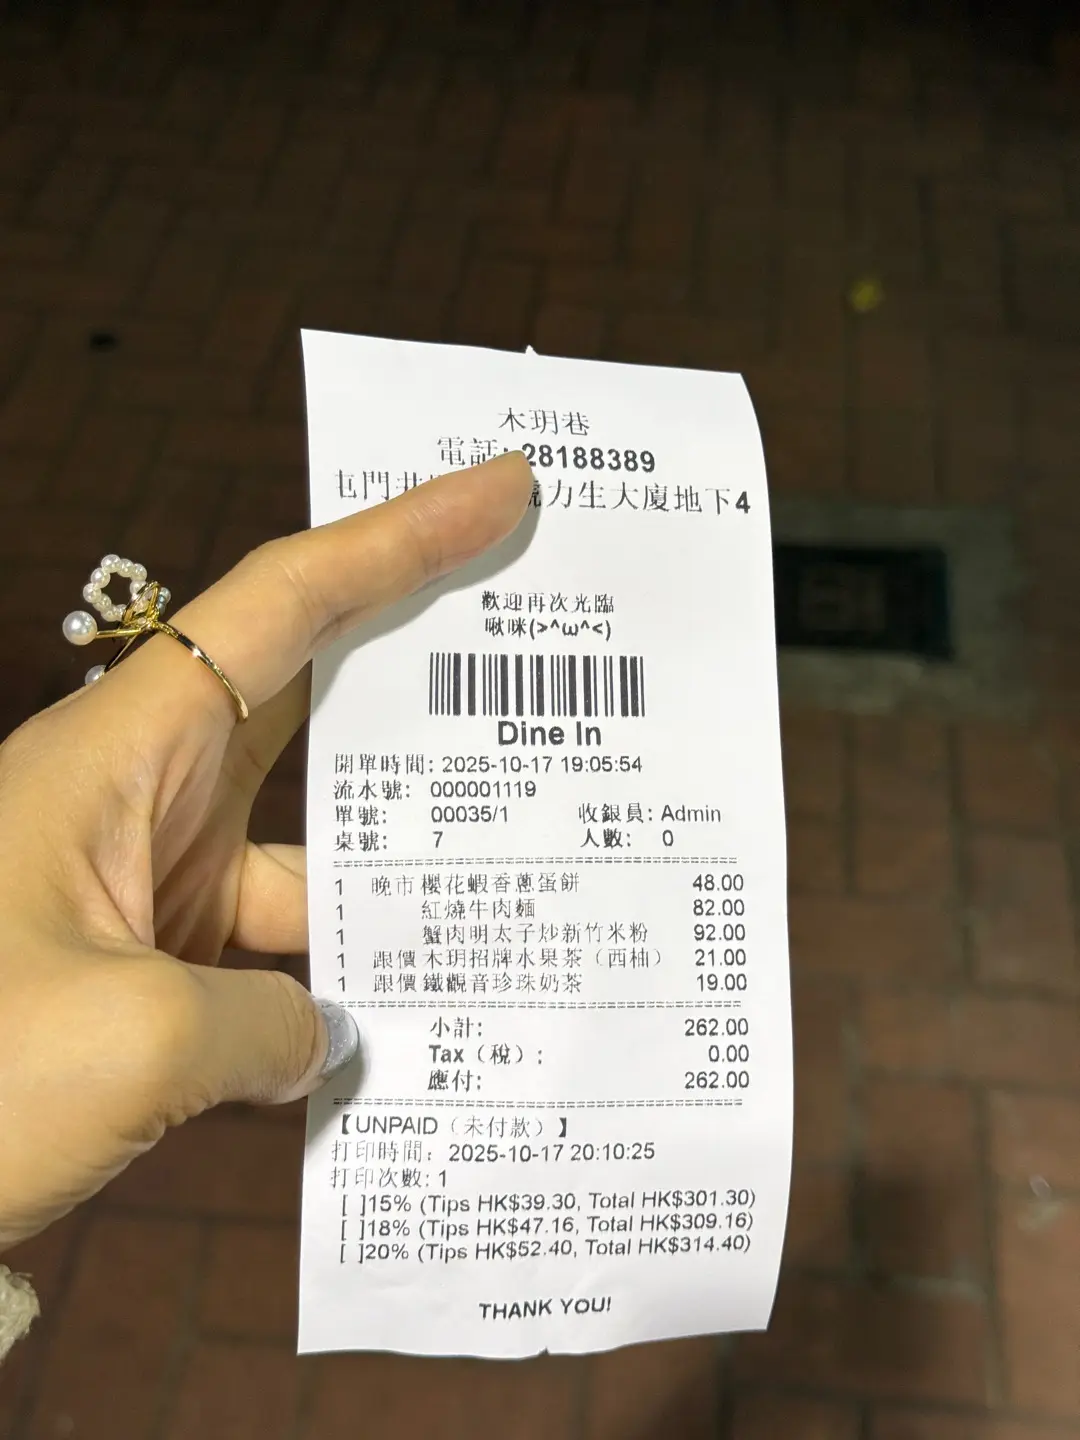 木玥巷
電話: 28188389
屯門 號力生大廈地下4
歡迎再次光臨
啾咪(>^ω^<)
Dine In
開單時間: 2025-10-17 19:05:54
流水號: 000001119
單號: 00035/1 收銀員: Admin
桌號: 7 人數: 0
1 晚市 櫻花蝦香蔥蛋餅 48.00
1 紅燒牛肉麵 82.00
1 蟹肉明太子炒新竹米粉 92.00
1 跟價 木玥招牌水果茶（西柚） 21.00
1 跟價 鐵觀音珍珠奶茶 19.00
小計: 262.00
Tax（稅）: 0.00
應付: 262.00
【UNPAID（未付款）】
打印時間: 2025-10-17 20:10:25
打印次數: 1
[ ]15% (Tips HK$39.30, Total HK$301.30)
[ ]18% (Tips HK$47.16, Total HK$309.16)
[ ]20% (Tips HK$52.40, Total HK$314.40)
THANK YOU!